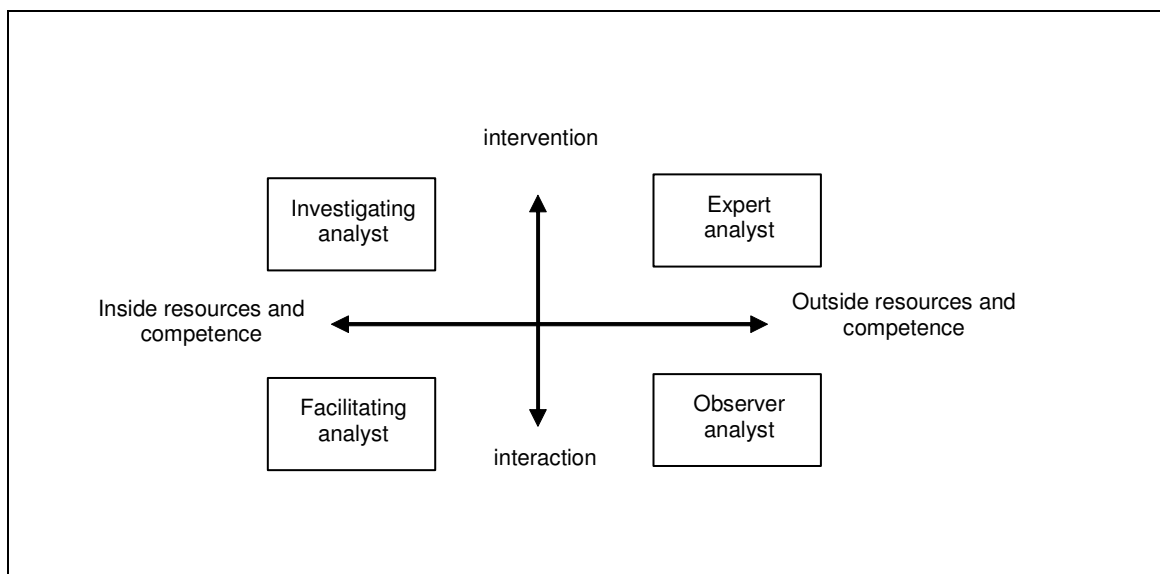 intervention
Investigating
analyst
Expert
analyst
Inside resources and
competence
Outside resources and
competence
Facilitating
analyst
Observer
analyst
interaction